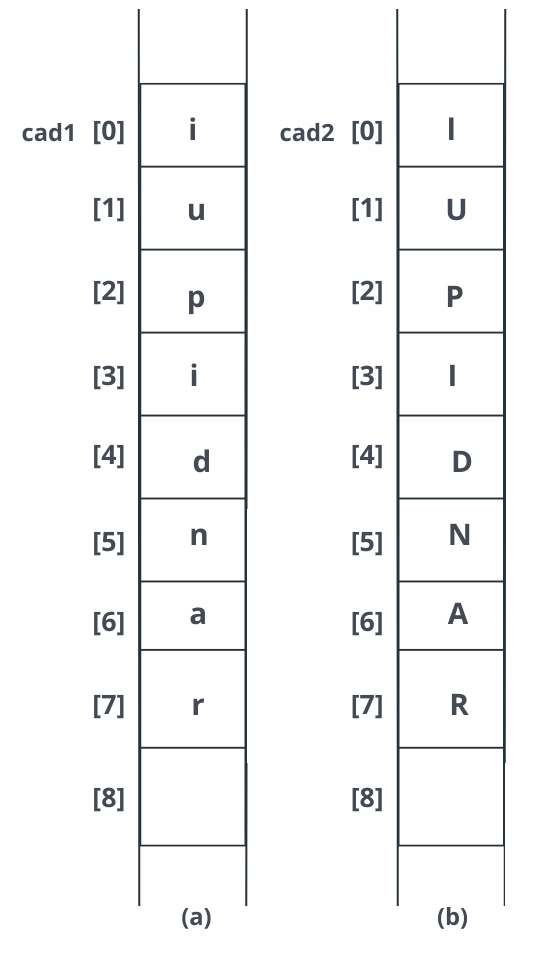 cad1 [0] i cad2 [0] I
[1] u [1] U
[2] p [2] P
[3] i [3] I
[4] d [4] D
[5] n [5] N
[6] a [6] A
[7] r [7] R
[8] [8]
(a) (b)